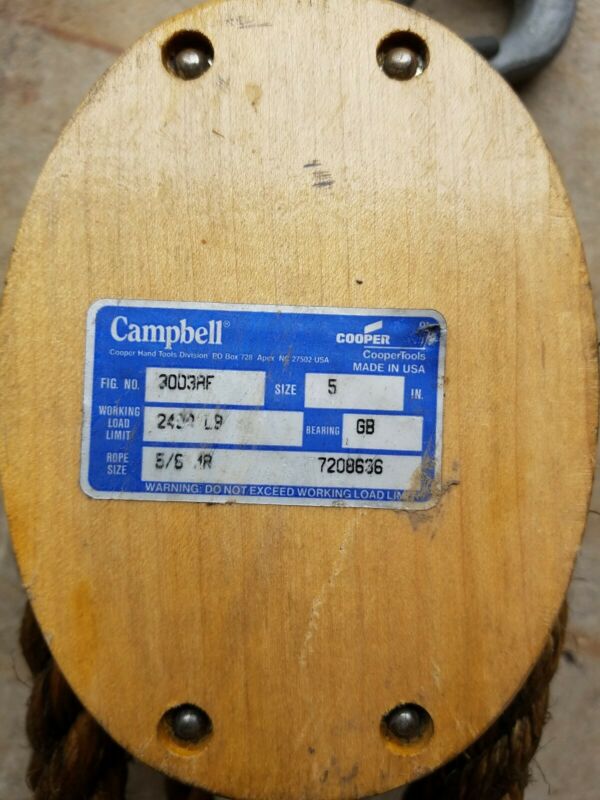 Campbell®
COOPER
Cooper Hand Tools Division PO Box 728 Apex NC 27502 USA
CooperTools
MADE IN USA
FIG. NO. 3003AF SIZE 5 IN.
WORKING
LOAD
LIMIT
LB BEARING GB
ROPE
SIZE
7208636
WARNING: DO NOT EXCEED WORKING LOAD